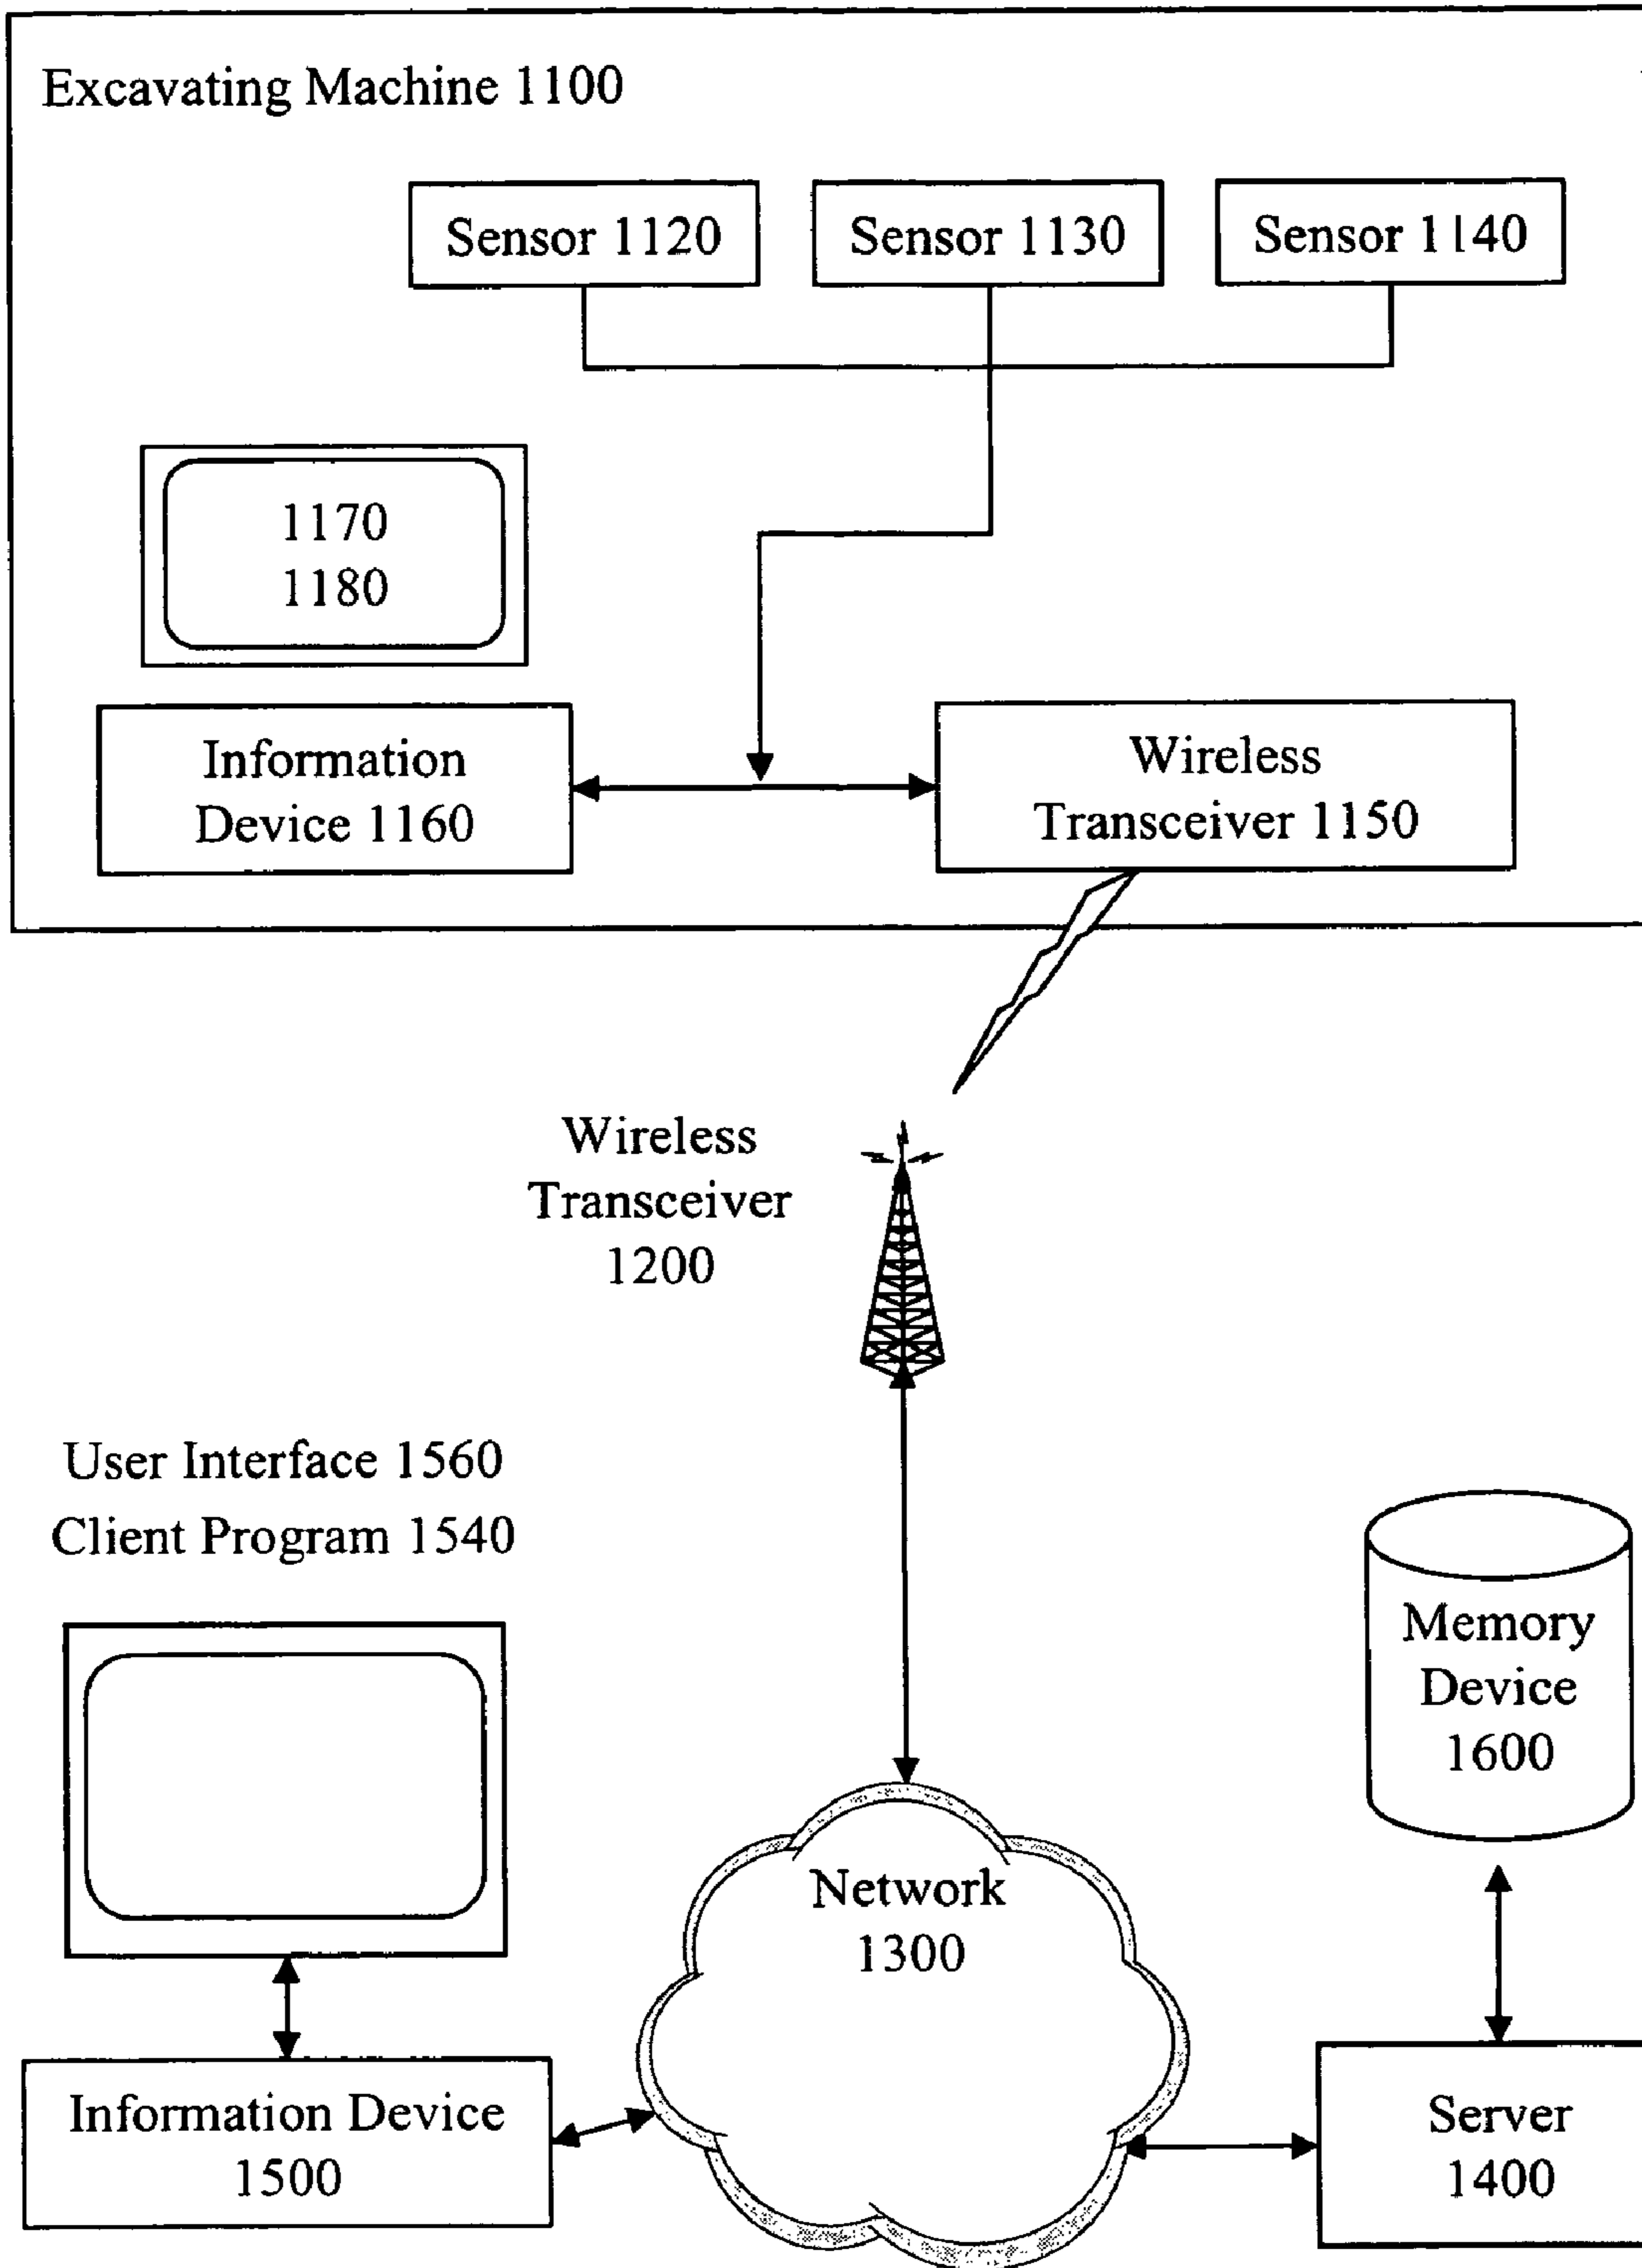 Excavating Machine 1100
Sensor 1120
Sensor 1130
Sensor 1140
1170
1180
Information
Device 1160
Wireless
Transceiver 1150
Wireless
Transceiver
1200
User Interface 1560
Client Program 1540
Memory
Device
1600
Network
1300
Information Device
1500
Server
1400